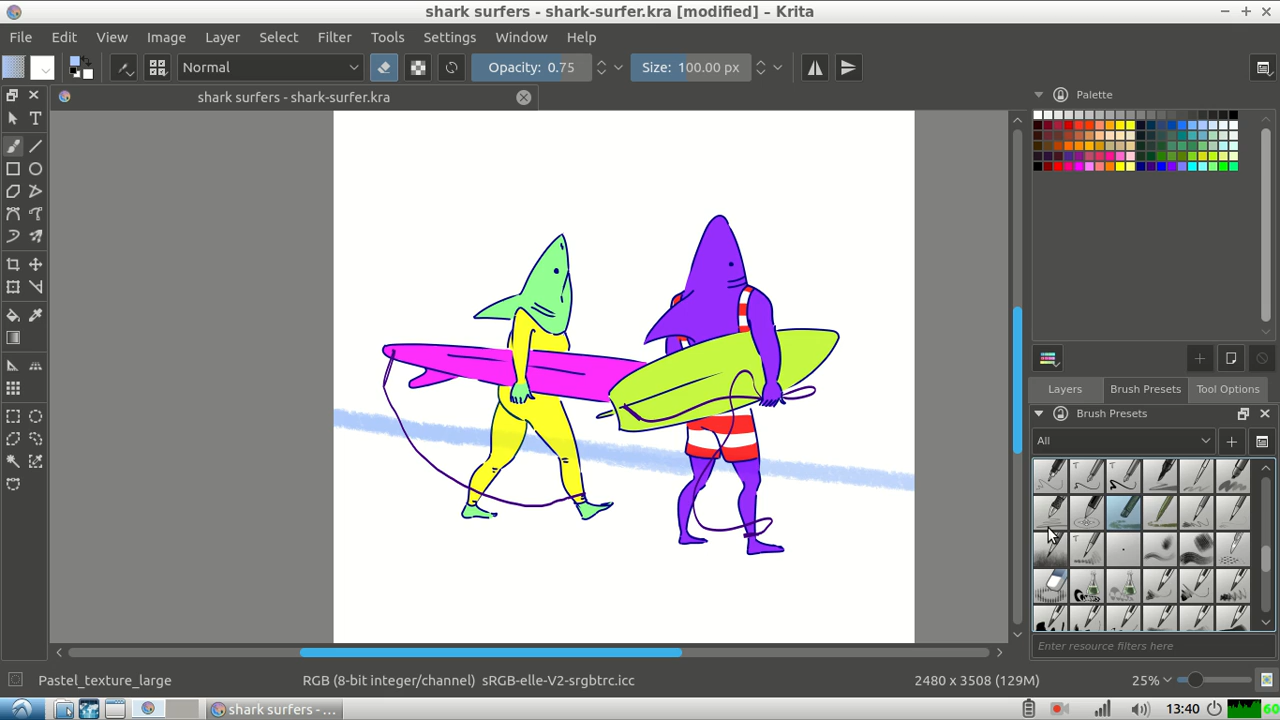 shark surfers - shark-surfer.kra [modified] – Krita
File Edit View Image Layer Select Filter Tools Settings Window Help
Normal Opacity: 0.75 Size: 100.00 px
shark surfers - shark-surfer.kra
Palette
Layers Brush Presets Tool Options
Brush Presets
All
Enter resource filters here
Pastel_texture_large RGB (8-bit integer/channel) sRGB-elle-V2-srgbtrc.icc 2480 x 3508 (129M) 25%
shark surfers - ... 13:40 60